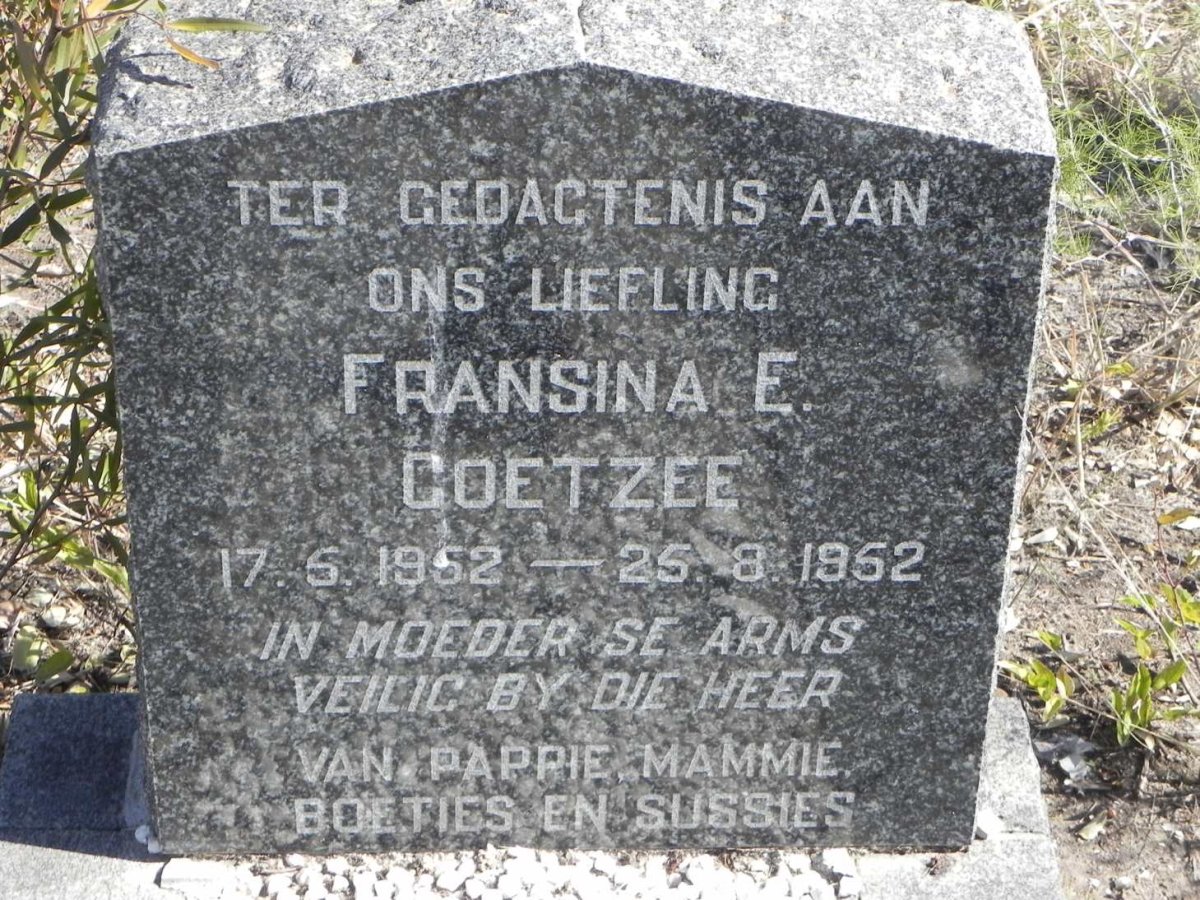 TER GEDACTENIS AAN
ONS LIEFLING
FRANSINA E.
COETZEE
17. 6. 1952 — 25. 8. 1952
IN MOEDER SE ARMS
VEILIG BY DIE HEER
VAN PAPPIE, MAMMIE,
BOETIES EN SUSSIES